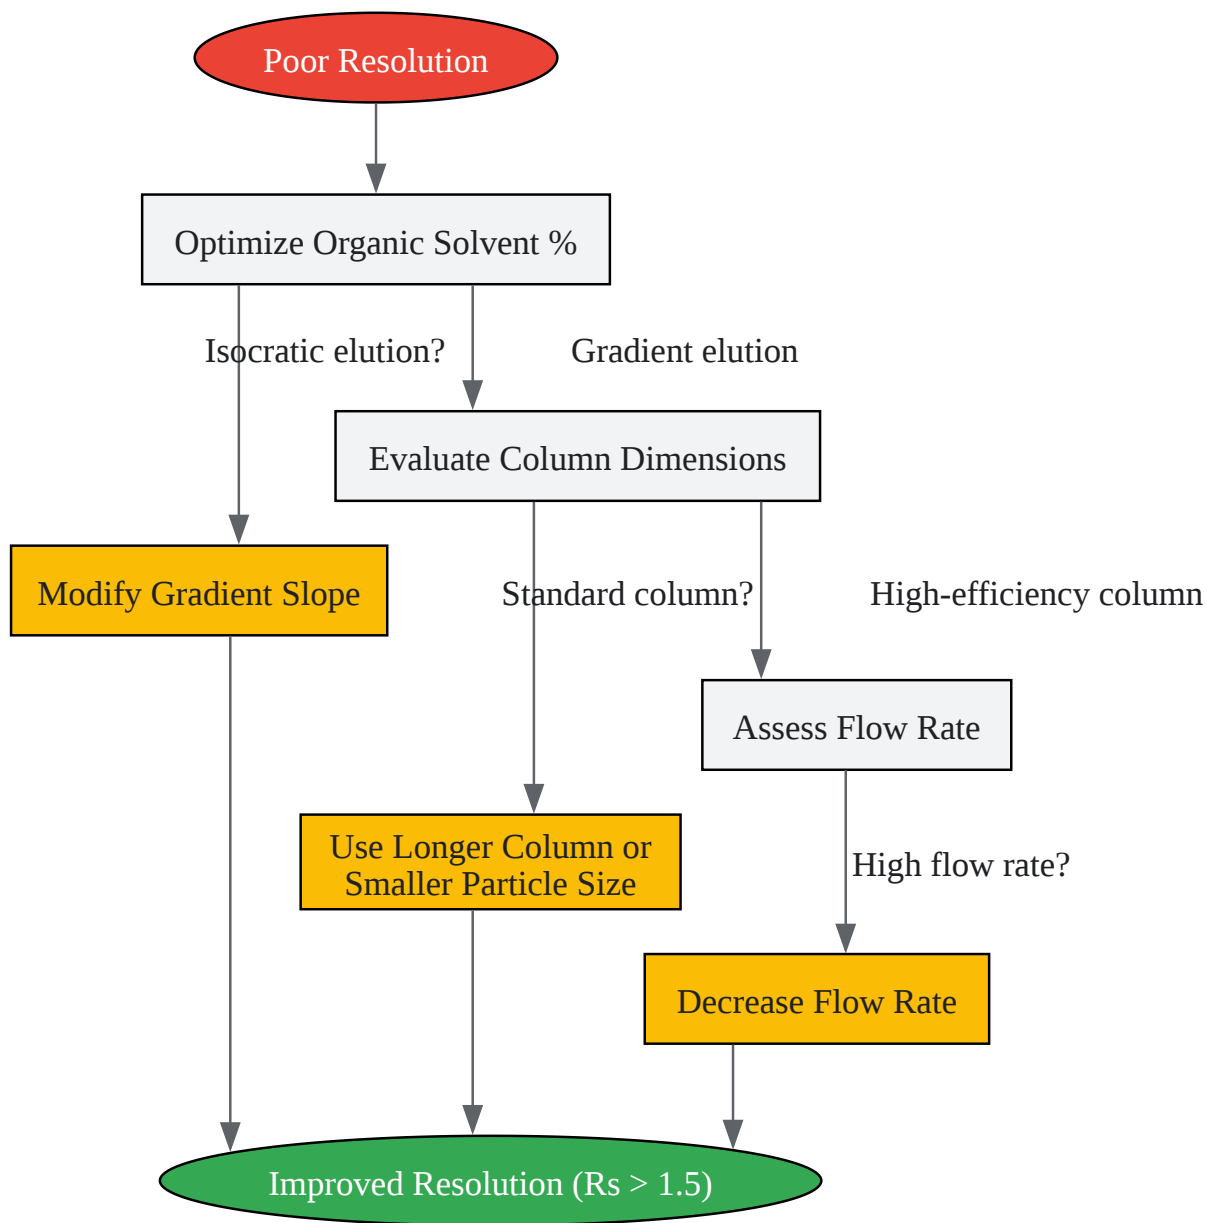 Poor Resolution
Optimize Organic Solvent %
Isocratic elution?
Gradient elution
Evaluate Column Dimensions
Modify Gradient Slope
Standard column?
High-efficiency column
Assess Flow Rate
Use Longer Column or
Smaller Particle Size
High flow rate?
Decrease Flow Rate
Improved Resolution (Rs > 1.5)